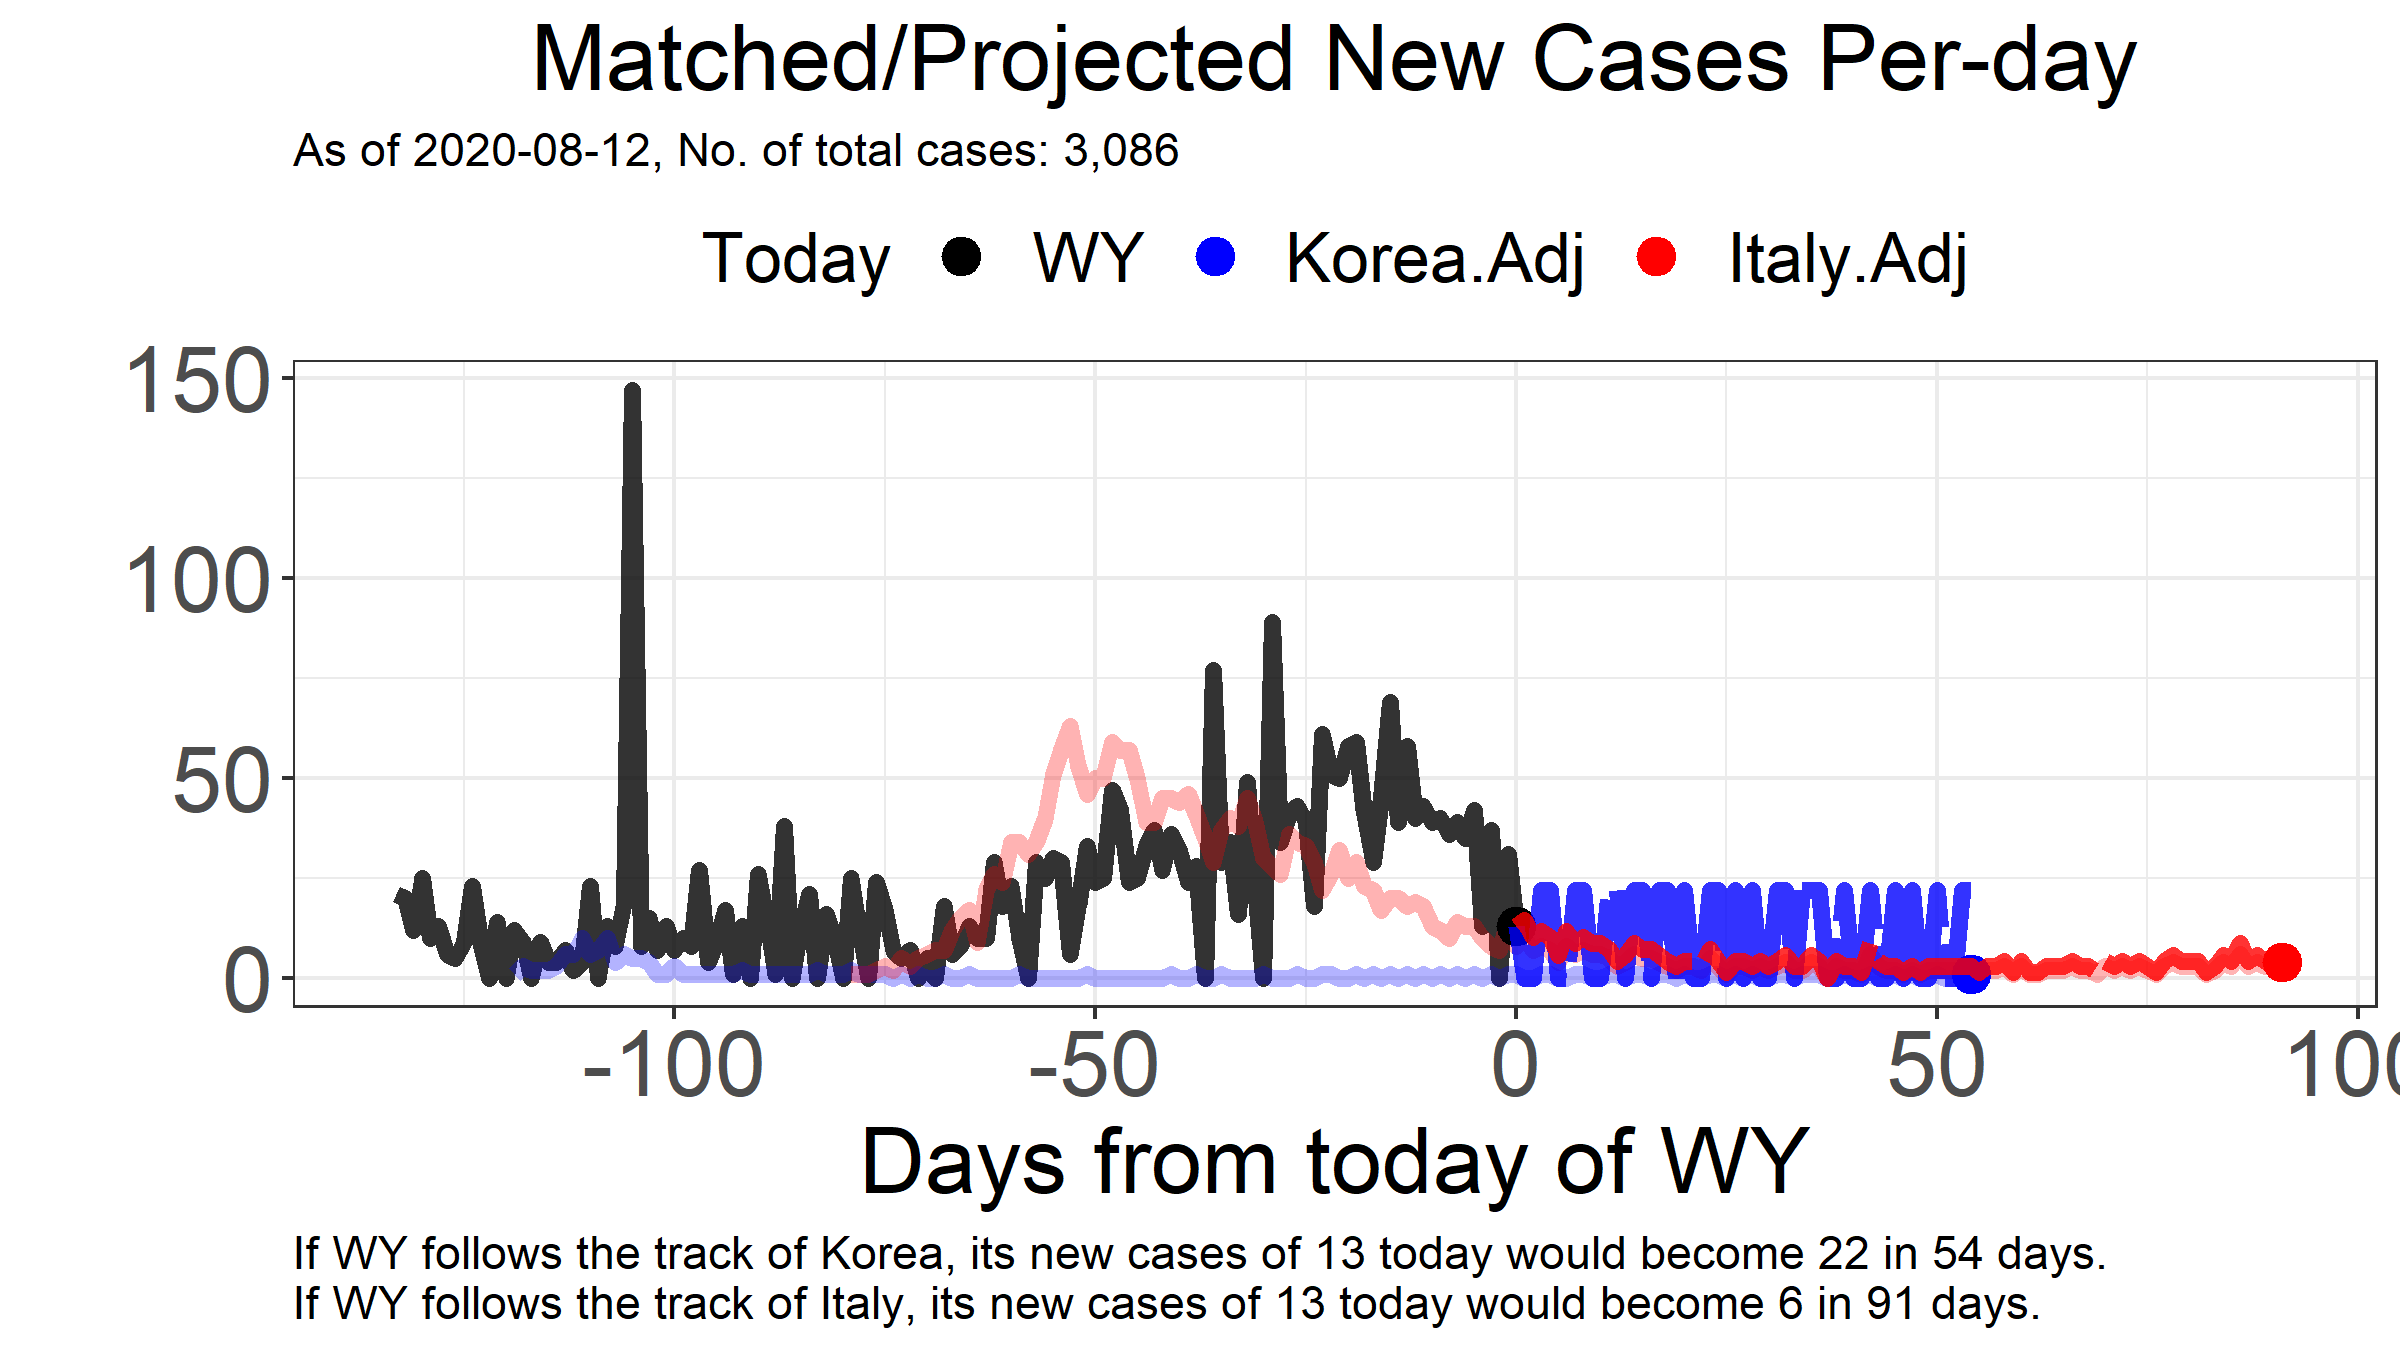 Matched/Projected New Cases Per-day
As of 2020-08-12, No. of total cases: 3,086
Today WY Korea.Adj Italy.Adj
150
100
50
0
-100 -50 0 50 100
Days from today of WY
If WY follows the track of Korea, its new cases of 13 today would become 22 in 54 days.
If WY follows the track of Italy, its new cases of 13 today would become 6 in 91 days.